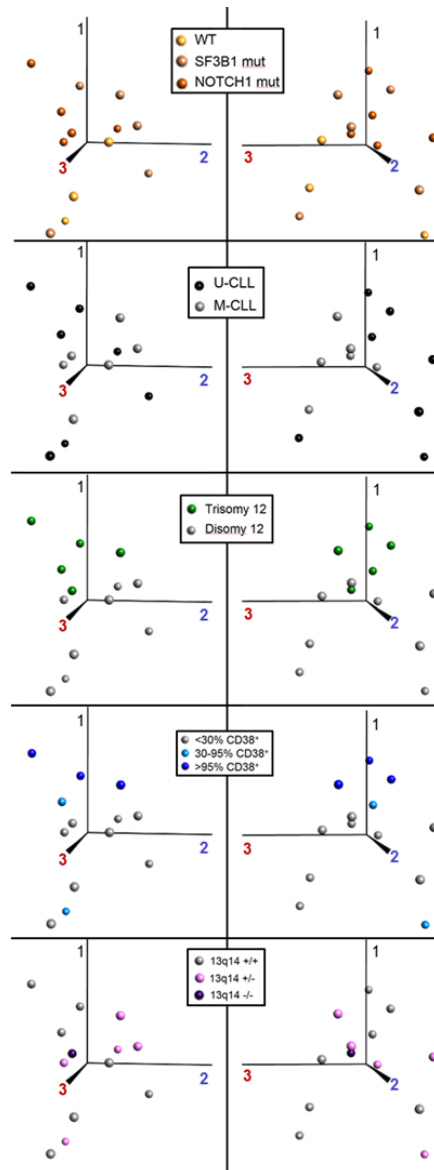 1
1
WT
SF3B1 mut
NOTCH1 mut
3
2
3
2
1
1
U-CLL
M-CLL
3
2
3
2
1
1
Trisomy 12
Disomy 12
3
2
3
2
1
1
<30% CD38⁺
30-95% CD38⁺
>95% CD38⁺
3
2
3
2
1
1
13q14 +/+
13q14 +/-
13q14 -/-
3
2
3
2